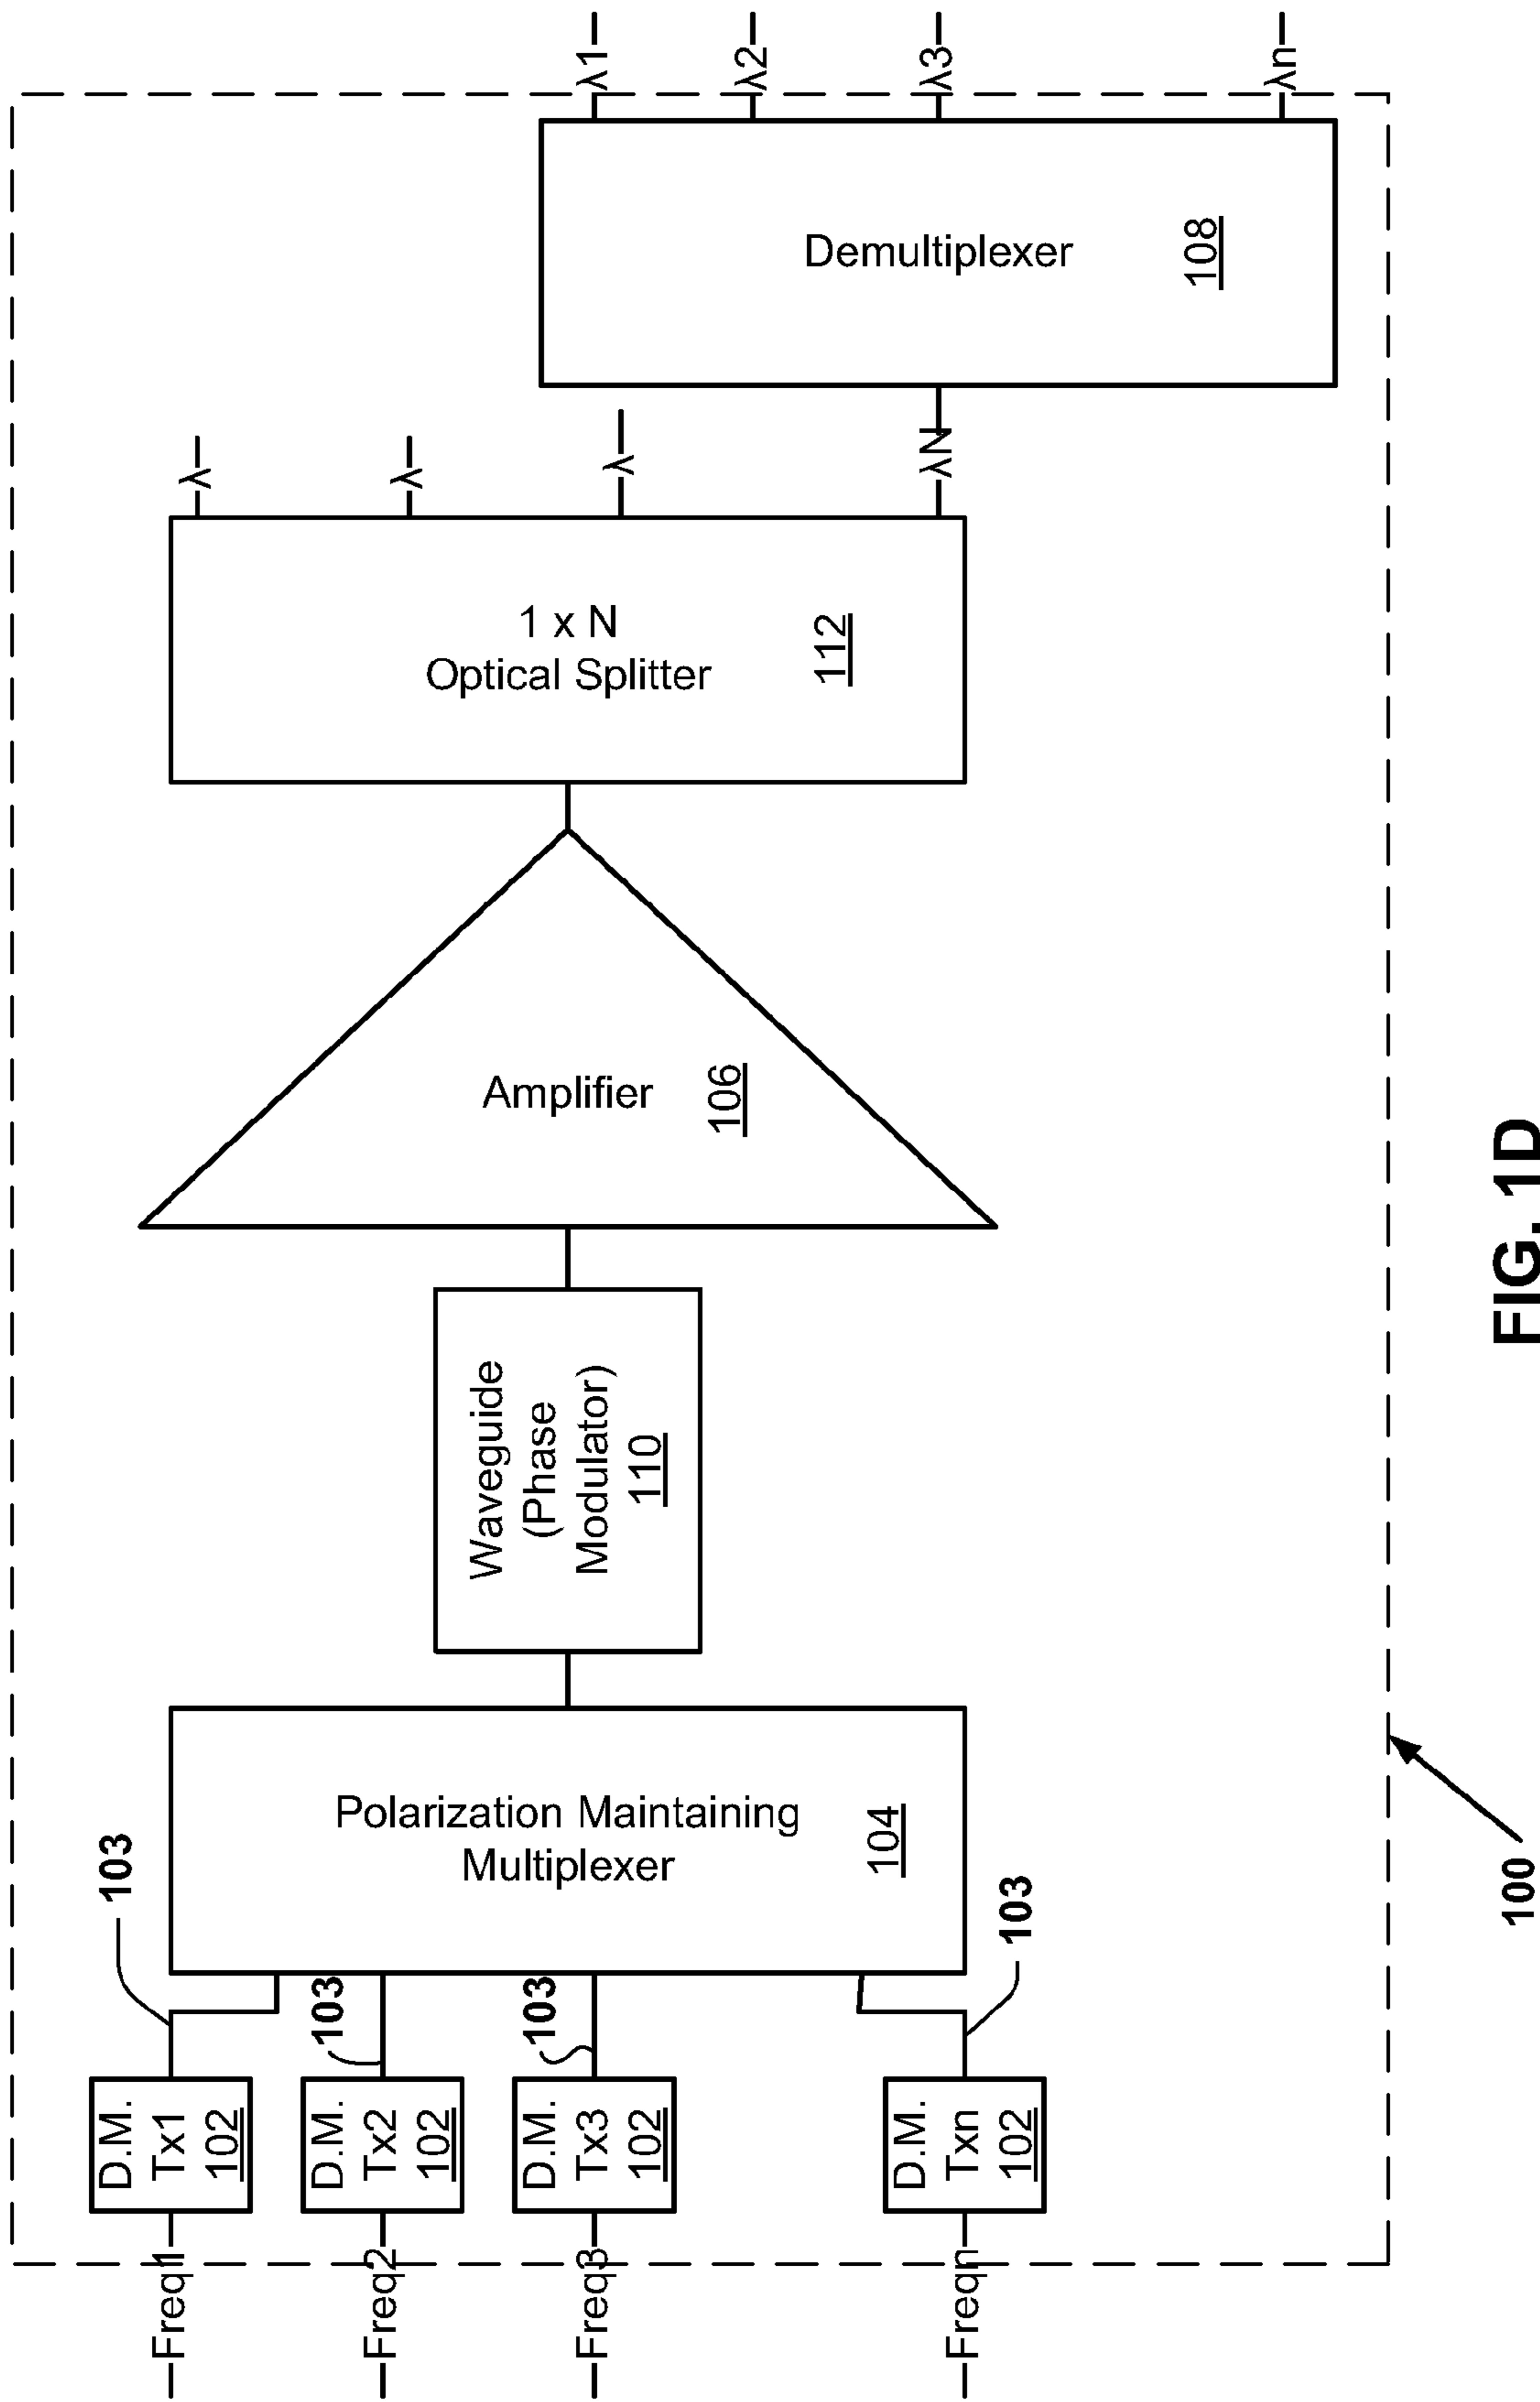 Freq1
Freq2
Freq3
Freqn
D.M.
Tx1
102
D.M.
Tx2
102
D.M.
Tx3
102
D.M.
Txn
102
103
103
103
103
Polarization Maintaining
Multiplexer
104
Waveguide
(Phase
Modulator)
110
Amplifier
106
1 x N
Optical Splitter
112
λ
λ
λ
λN
Demultiplexer
108
λ1
λ2
λ3
λn
100
FIG. 1D